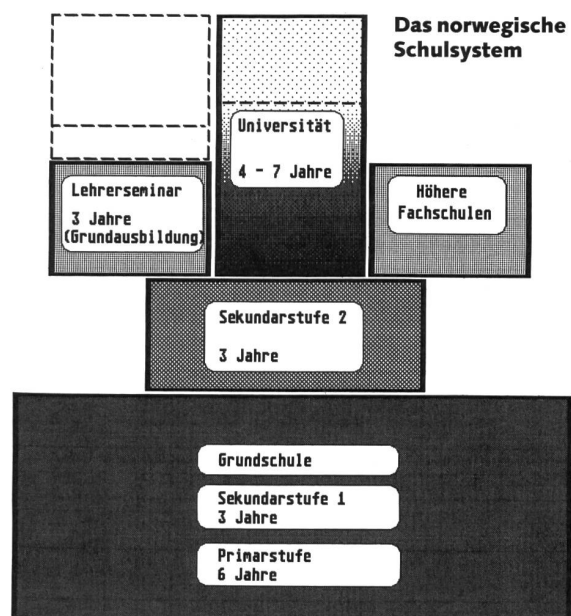 Das norwegische
Schulsystem
Universität
4 - 7 Jahre
Lehrerseminar
3 Jahre
(Grundausbildung)
Höhere
Fachschulen
Sekundarstufe 2
3 Jahre
Grundschule
Sekundarstufe 1
3 Jahre
Primarstufe
6 Jahre